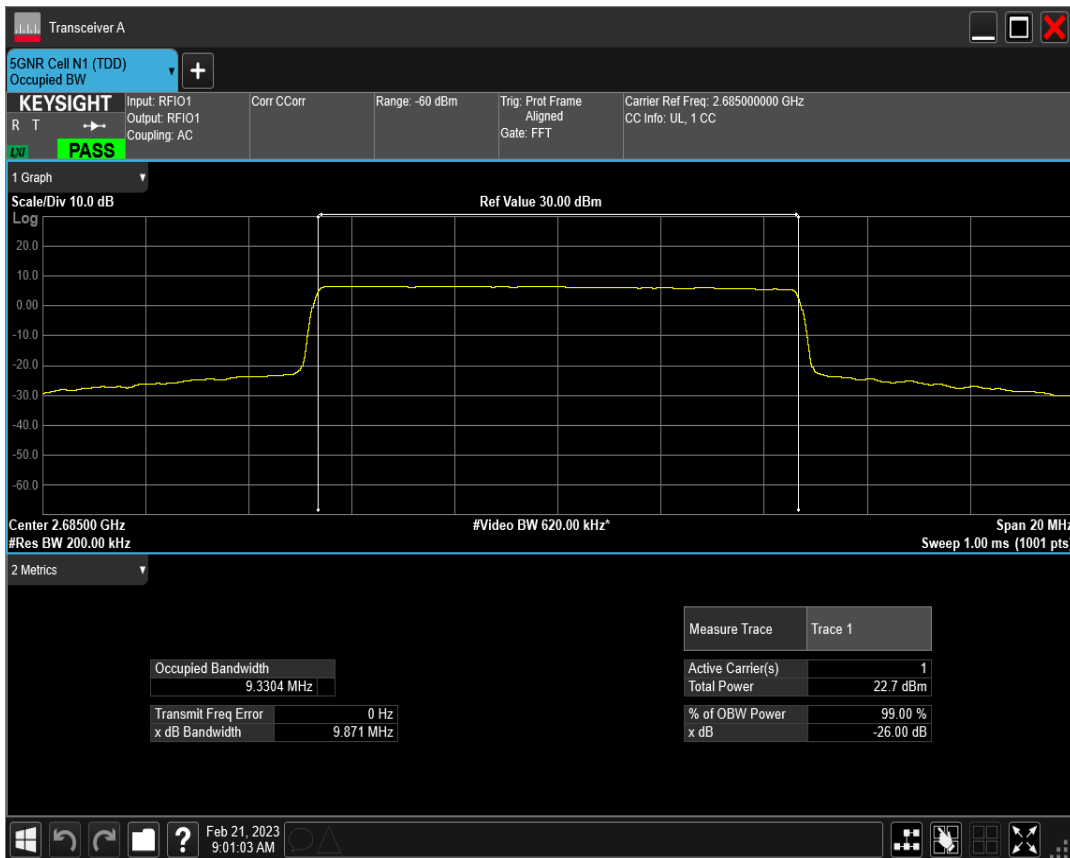 Transceiver A
5GNR Cell N1 (TDD)
Occupied BW
+
KEYSIGHT
R T
LXI
PASS
Input: RFIO1
Output: RFIO1
Coupling: AC
Corr CCorr
Range: -60 dBm
Trig: Prot Frame
Aligned
Gate: FFT
Carrier Ref Freq: 2.685000000 GHz
CC Info: UL, 1 CC
1 Graph
Scale/Div 10.0 dB
Ref Value 30.00 dBm
Log
20.0
10.0
0.00
-10.0
-20.0
-30.0
-40.0
-50.0
-60.0
Center 2.68500 GHz
#Video BW 620.00 kHz*
Span 20 MHz
#Res BW 200.00 kHz
Sweep 1.00 ms (1001 pts)
2 Metrics
Measure Trace Trace 1
Occupied Bandwidth
9.3304 MHz
Active Carrier(s) 1
Total Power 22.7 dBm
Transmit Freq Error 0 Hz
x dB Bandwidth 9.871 MHz
% of OBW Power 99.00 %
x dB -26.00 dB
?
Feb 21, 2023
9:01:03 AM